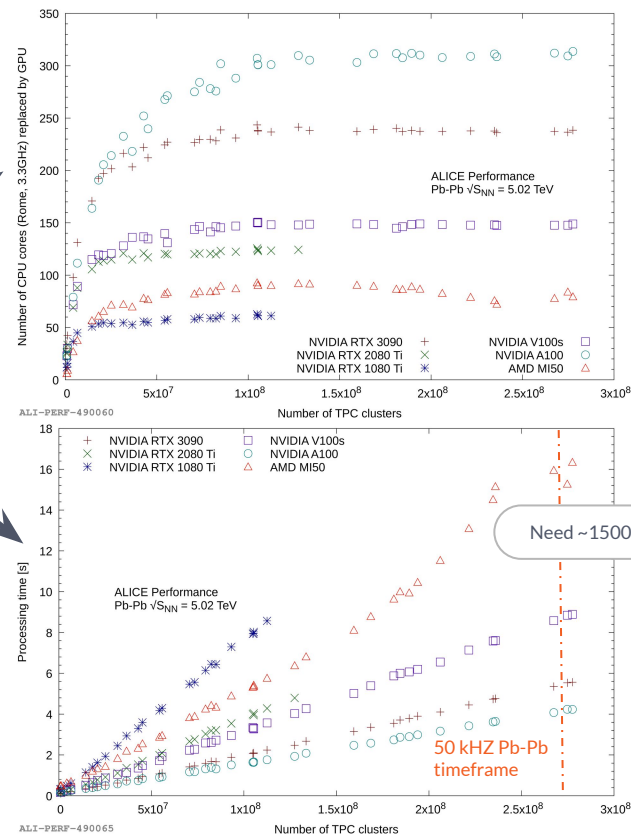 350
300
250
200
150
100
50
0
Number of CPU cores (Rome, 3.3GHz) replaced by GPU
ALICE Performance
Pb-Pb √S_NN = 5.02 TeV
NVIDIA RTX 3090
NVIDIA RTX 2080 Ti
NVIDIA RTX 1080 Ti
NVIDIA V100s
NVIDIA A100
AMD MI50
0 5x10⁷ 1x10⁸ 1.5x10⁸ 2x10⁸ 2.5x10⁸ 3x10⁸
ALI-PERF-490060
Number of TPC clusters
18
16
14
12
10
8
6
4
2
0
Processing time [s]
NVIDIA RTX 3090
NVIDIA RTX 2080 Ti
NVIDIA RTX 1080 Ti
NVIDIA V100s
NVIDIA A100
AMD MI50
Need ~1500
ALICE Performance
Pb-Pb √S_NN = 5.02 TeV
50 kHZ Pb-Pb
timeframe
0 5x10⁷ 1x10⁸ 1.5x10⁸ 2x10⁸ 2.5x10⁸ 3x10⁸
ALI-PERF-490065
Number of TPC clusters